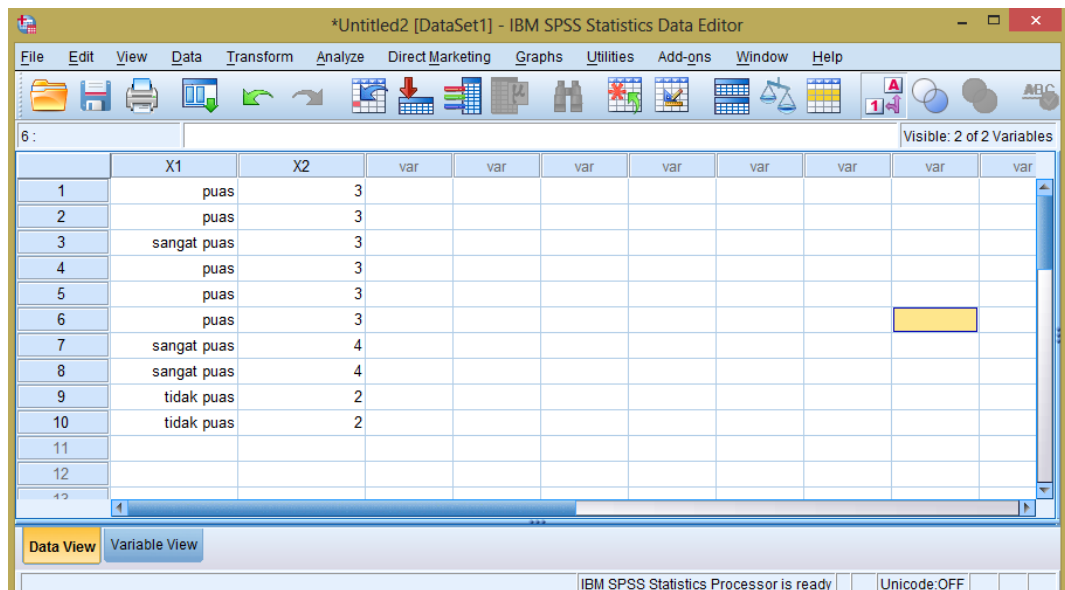 *Untitled2 [DataSet1] - IBM SPSS Statistics Data Editor
File Edit View Data Transform Analyze Direct Marketing Graphs Utilities Add-ons Window Help
1 A μ ABC
6 : Visible: 2 of 2 Variables
X1 X2 var var var var var var var var
1 puas 3
2 puas 3
3 sangat puas 3
4 puas 3
5 puas 3
6 puas 3
7 sangat puas 4
8 sangat puas 4
9 tidak puas 2
10 tidak puas 2
11
12
13
Data View Variable View
IBM SPSS Statistics Processor is ready Unicode:OFF